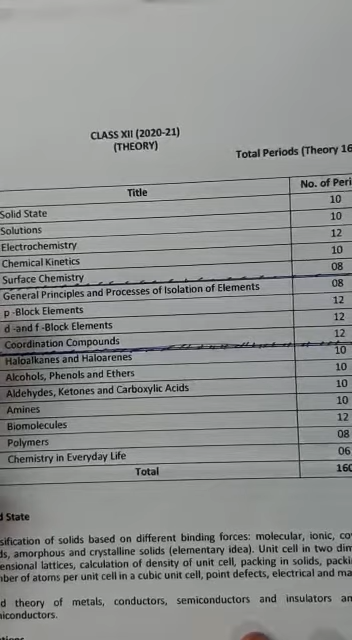 CLASS XII (2020-21)
(THEORY)
Total Periods (Theory 16
Title No. of Peri
Solid State 10
Solutions 10
Electrochemistry 12
Chemical Kinetics 10
Surface Chemistry 08
General Principles and Processes of Isolation of Elements 08
p -Block Elements 12
d -and f -Block Elements 12
Coordination Compounds 12
Haloalkanes and Haloarenes 10
Alcohols, Phenols and Ethers 10
Aldehydes, Ketones and Carboxylic Acids 10
Amines 10
Biomolecules 12
Polymers 08
Chemistry in Everyday Life 06
Total 160
d State
sification of solids based on different binding forces: molecular, ionic, co
ds, amorphous and crystalline solids (elementary idea). Unit cell in two dim
ensional lattices, calculation of density of unit cell, packing in solids, packi
ber of atoms per unit cell in a cubic unit cell, point defects, electrical and ma
d theory of metals, conductors, semiconductors and insulators an
iconductors.